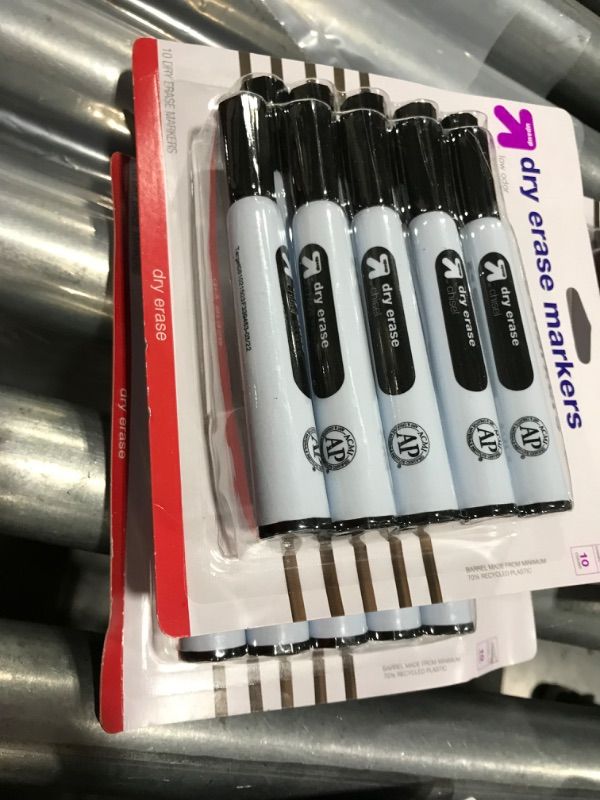 10 DRY ERASE MARKERS
up&up
low odor
dry erase markers
dry erase
dry erase
chisel
dry erase
chisel
dry erase
chisel
dry erase
chisel
AP
AP
AP
AP
BARREL MADE FROM MINIMUM
70% RECYCLED PLASTIC
10
dry erase
BARREL MADE FROM MINIMUM
70% RECYCLED PLASTIC
10